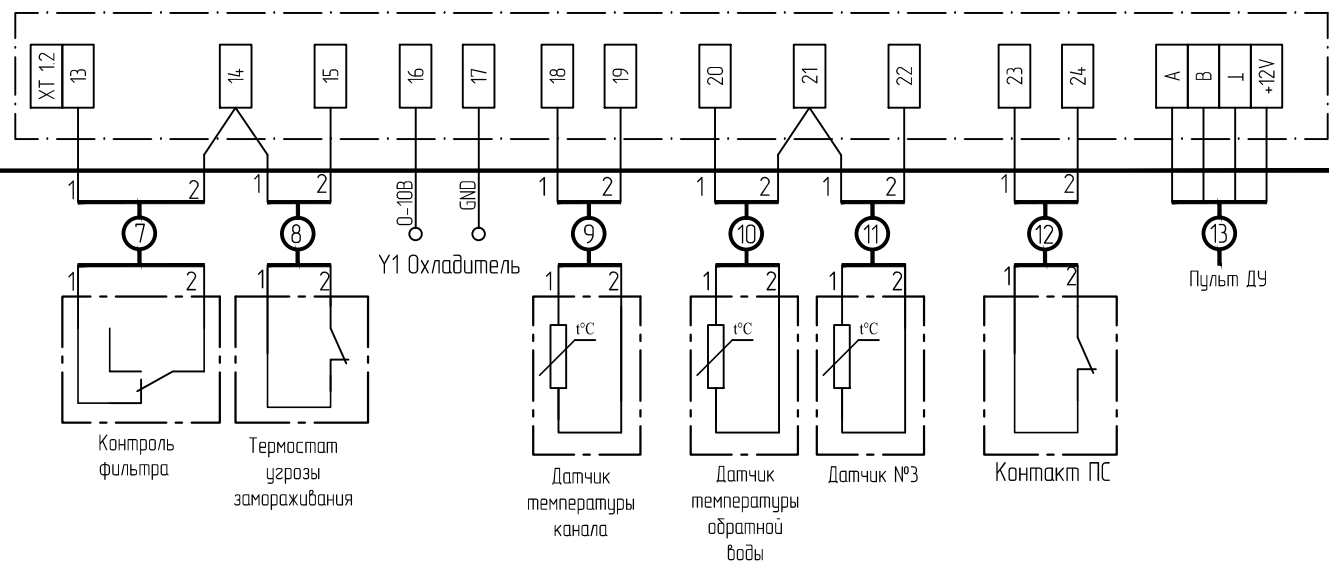 XT 1.2 13 14 15 16 17 18 19 20 21 22 23 24 A B ⊥ +12V
0-10В GND
1 2 1 2 1 2 1 2 1 2 1 2
7 8 9 10 11 12 13
Y1 Охладитель
Пульт ДУ
1 2 1 2 1 2 1 2 1 2 1 2
t°C t°C t°C
Контроль
фильтра
Термостат
угрозы
замораживания
Датчик
температуры
канала
Датчик
температуры
обратной
воды
Датчик №3
Контакт ПС